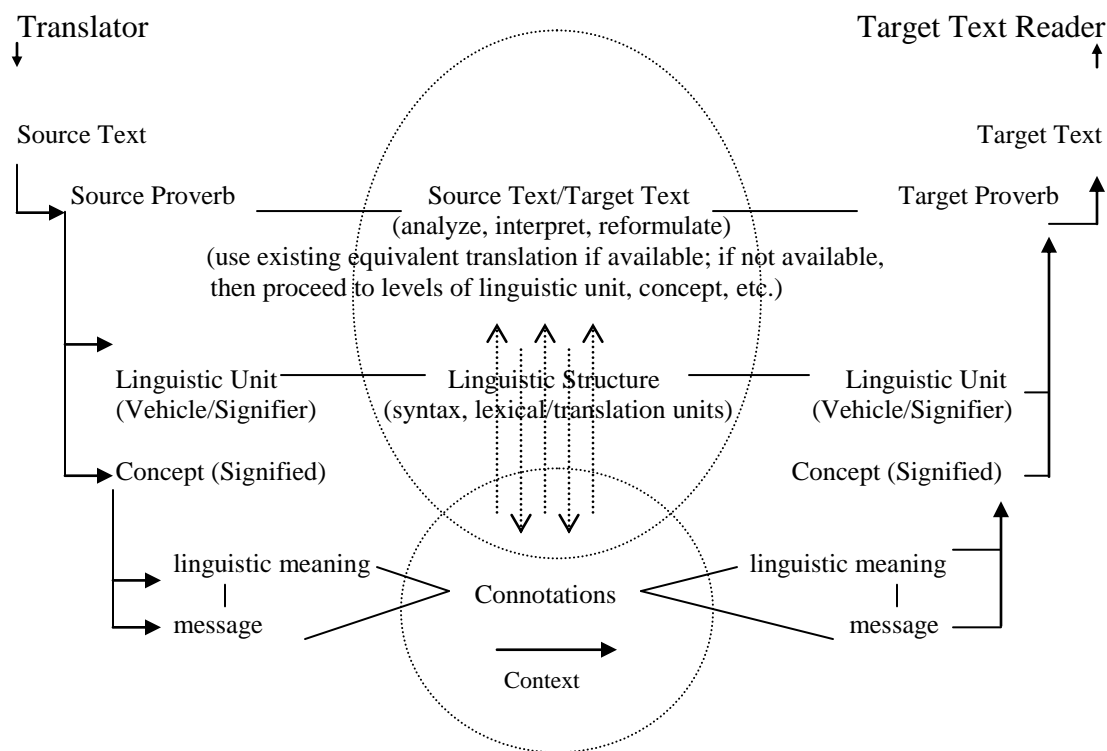 Translator
Target Text Reader
Source Text
Target Text
Source Proverb
Source Text/Target Text
Target Proverb
(analyze, interpret, reformulate)
(use existing equivalent translation if available; if not available,
then proceed to levels of linguistic unit, concept, etc.)
Linguistic Unit
Linguistic Structure
Linguistic Unit
(Vehicle/Signifier)
(syntax, lexical/translation units)
(Vehicle/Signifier)
Concept (Signified)
Concept (Signified)
linguistic meaning
linguistic meaning
Connotations
message
message
Context